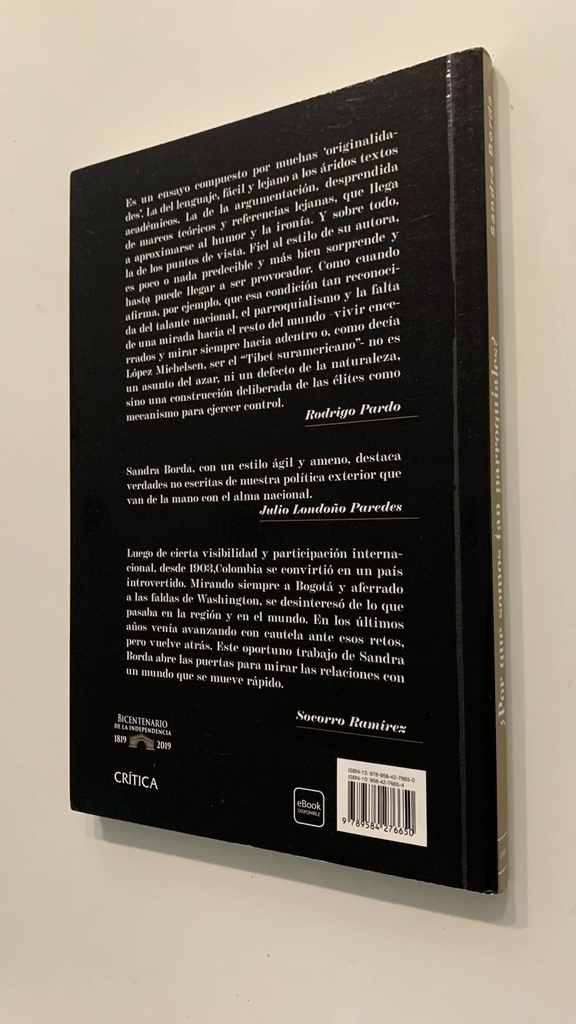 Es un ensayo compuesto por muchas ‘originalida-
des’. La del lenguaje, fácil y lejano a los áridos textos
académicos. La de la argumentación, desprendida
de marcos teóricos y referencias lejanas, que llega
a aproximarse al humor y la ironía. Y sobre todo,
la de los puntos de vista. Fiel al estilo de su autora,
es poco o nada predecible y más bien sorprende y
hasta puede llegar a ser provocador. Como cuando
afirma, por ejemplo, que esa condición tan reconoci-
da del talante nacional, el parroquialismo y la falta
de una mirada hacia el resto del mundo –vivir ence-
rrados y mirar siempre hacia adentro o, como decía
López Michelsen, ser el “Tibet suramericano”- no es
un asunto del azar, ni un defecto de la naturaleza,
sino una construcción deliberada de las élites como
mecanismo para ejercer control.
Rodrigo Pardo
Sandra Borda, con un estilo ágil y ameno, destaca
verdades no escritas de nuestra política exterior que
van de la mano con el alma nacional.
Julio Londoño Paredes
Luego de cierta visibilidad y participación interna-
cional, desde 1903,Colombia se convirtió en un país
introvertido. Mirando siempre a Bogotá y aferrado
a las faldas de Washington, se desinteresó de lo que
pasaba en la región y en el mundo. En los últimos
años venía avanzando con cautela ante esos retos,
pero vuelve atrás. Este oportuno trabajo de Sandra
Borda abre las puertas para mirar las relaciones con
un mundo que se mueve rápido.
Socorro Ramírez
BICENTENARIO
DE LA INDEPENDENCIA
1819 2019
CRÍTICA
eBook
DISPONIBLE
ISBN-13: 978-958-42-7665-0
ISBN-10: 958-42-7665-4
9 789584 276650
¿Por qué somos tan parroquiales?
Sandra Borda